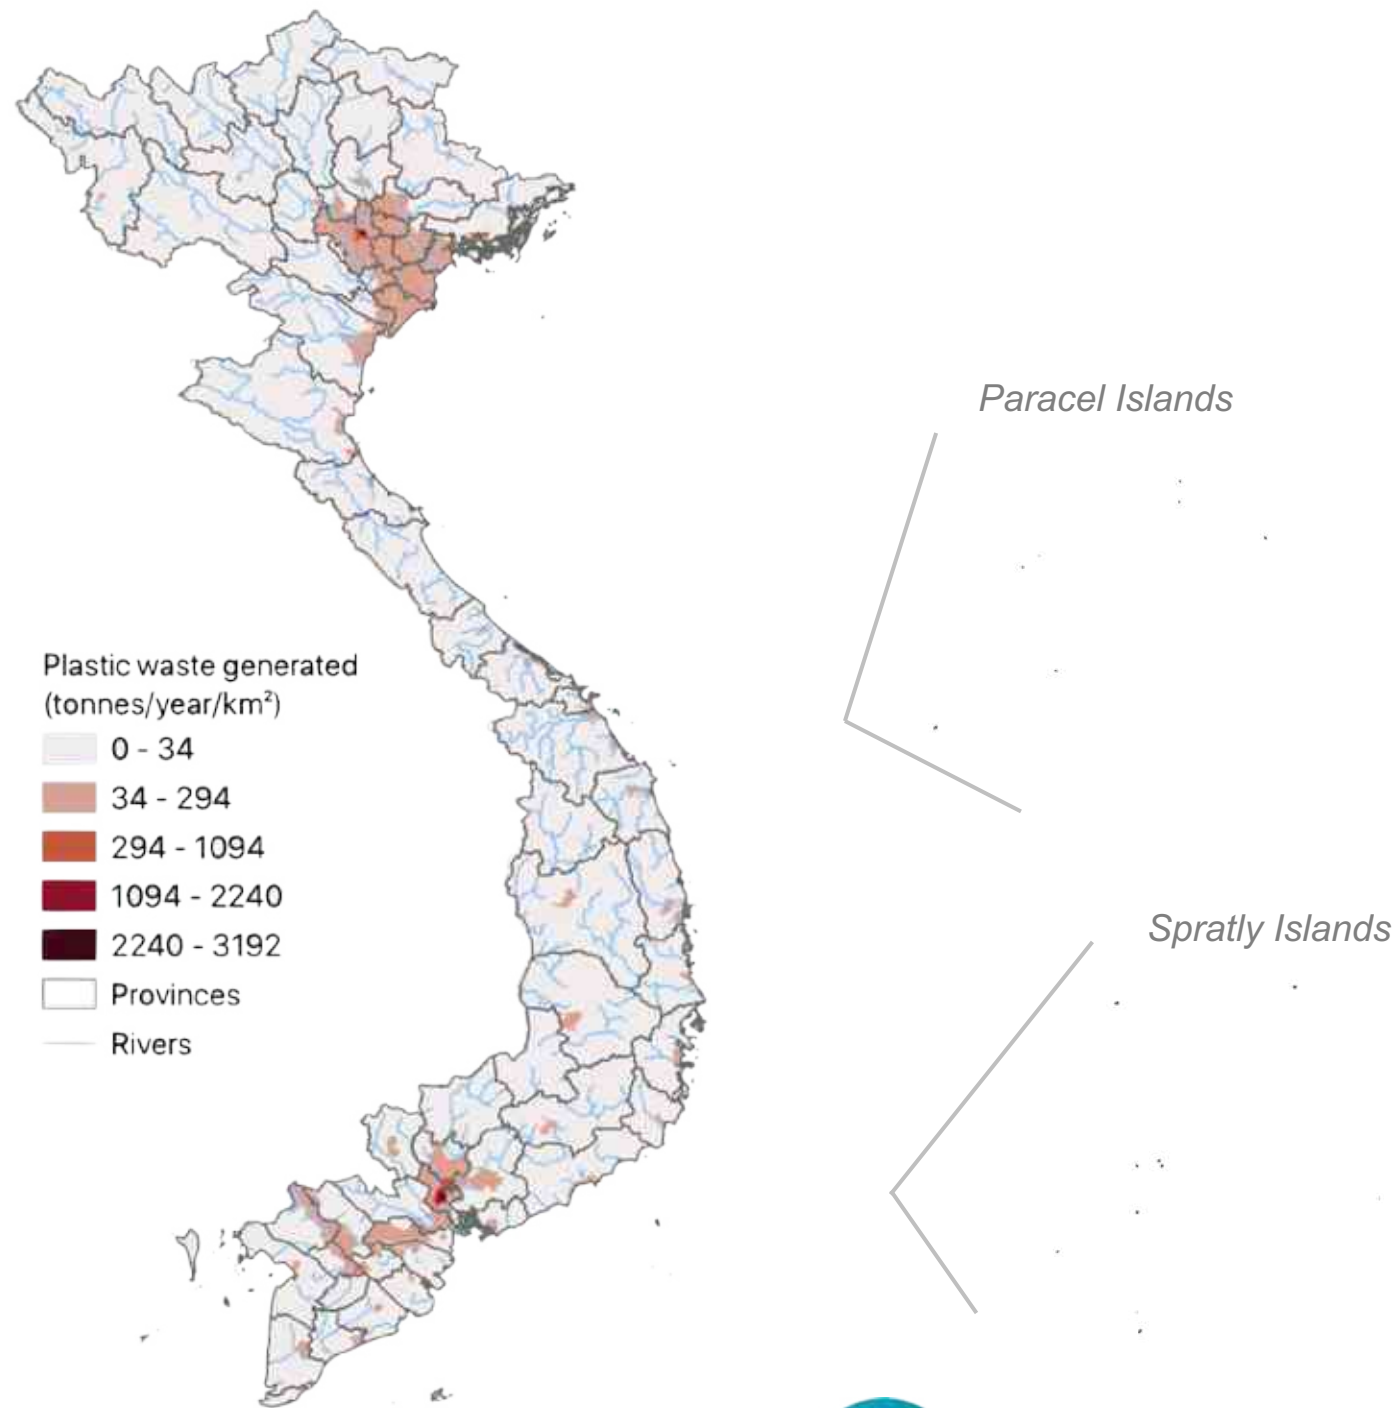 Paracel Islands
Plastic waste generated
(tonnes/year/km²)
0 - 34
34 - 294
294 - 1094
1094 - 2240
2240 - 3192
Provinces
Rivers
Spratly Islands